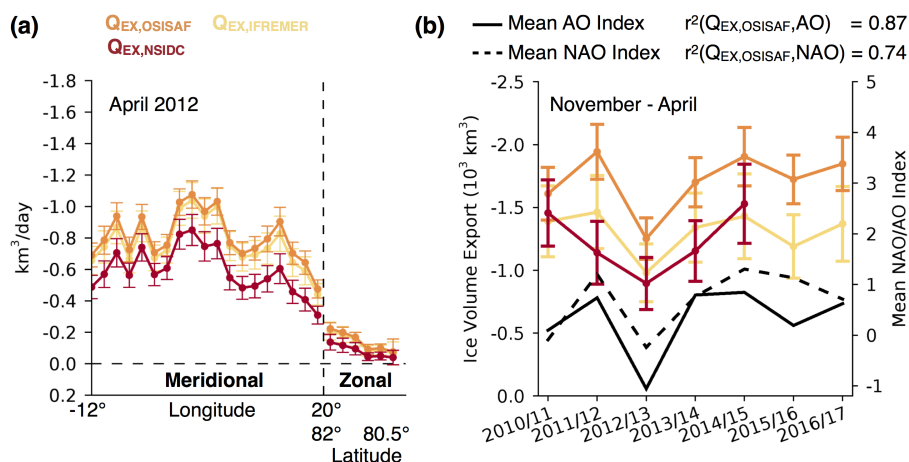 (a)
Q_EX,OSISAF Q_EX,IFREMER
Q_EX,NSIDC
-1.8
-1.6
-1.4
-1.2
-1.0
-0.8
-0.6
-0.4
-0.2
0.0
0.2
km³/day
April 2012
Meridional Zonal
-12° Longitude 20°
82° 80.5°
Latitude
(b)
Mean AO Index r²(Q_EX,OSISAF,AO) = 0.87
Mean NAO Index r²(Q_EX,OSISAF,NAO) = 0.74
-2.5
-2.0
-1.5
-1.0
-0.5
0.0
Ice Volume Export (10³ km³)
November - April
5
4
3
2
1
0
-1
Mean NAO/AO Index
2010/11
2011/12
2012/13
2013/14
2014/15
2015/16
2016/17